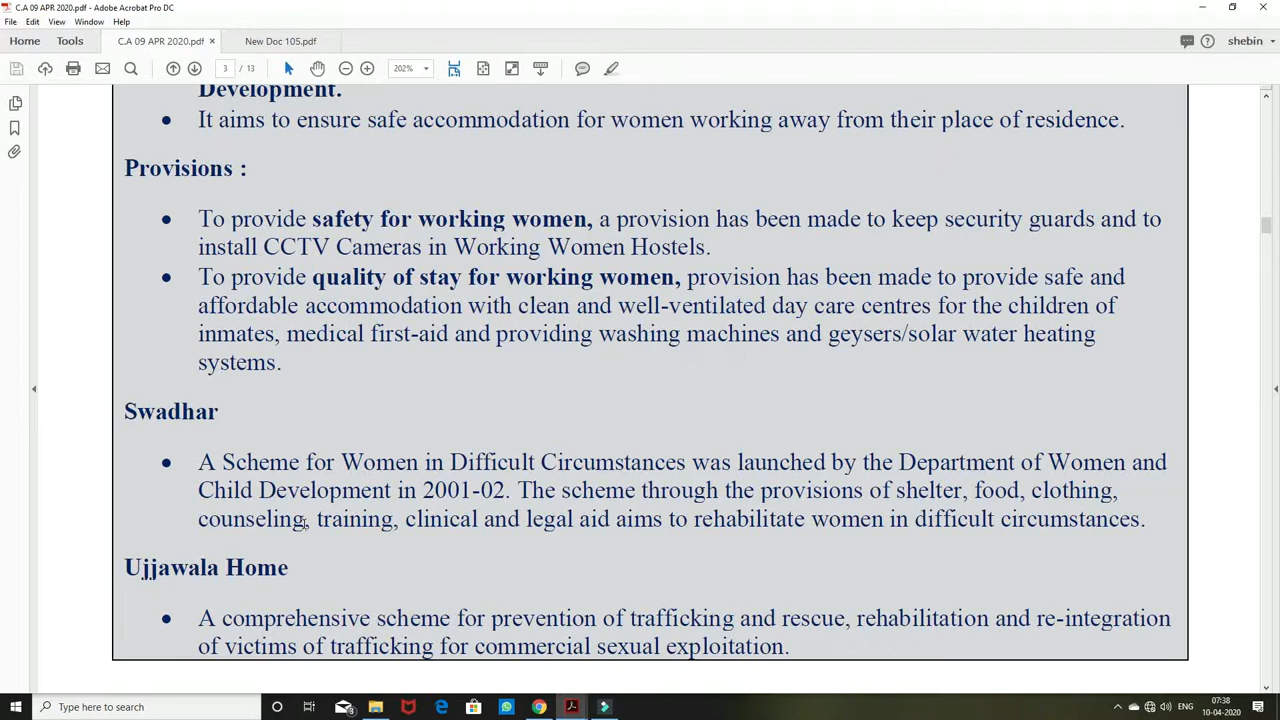 C.A 09 APR 2020.pdf - Adobe Acrobat Pro DC
File Edit View Window Help
Home Tools C.A 09 APR 2020.pdf × New Doc 105.pdf shebin
3 / 13 202%
Development.
• It aims to ensure safe accommodation for women working away from their place of residence.
Provisions :
• To provide safety for working women, a provision has been made to keep security guards and to
install CCTV Cameras in Working Women Hostels.
• To provide quality of stay for working women, provision has been made to provide safe and
affordable accommodation with clean and well-ventilated day care centres for the children of
inmates, medical first-aid and providing washing machines and geysers/solar water heating
systems.
Swadhar
• A Scheme for Women in Difficult Circumstances was launched by the Department of Women and
Child Development in 2001-02. The scheme through the provisions of shelter, food, clothing,
counseling, training, clinical and legal aid aims to rehabilitate women in difficult circumstances.
Ujjawala Home
• A comprehensive scheme for prevention of trafficking and rescue, rehabilitation and re-integration
of victims of trafficking for commercial sexual exploitation.
Type here to search
ENG
07:38
10-04-2020